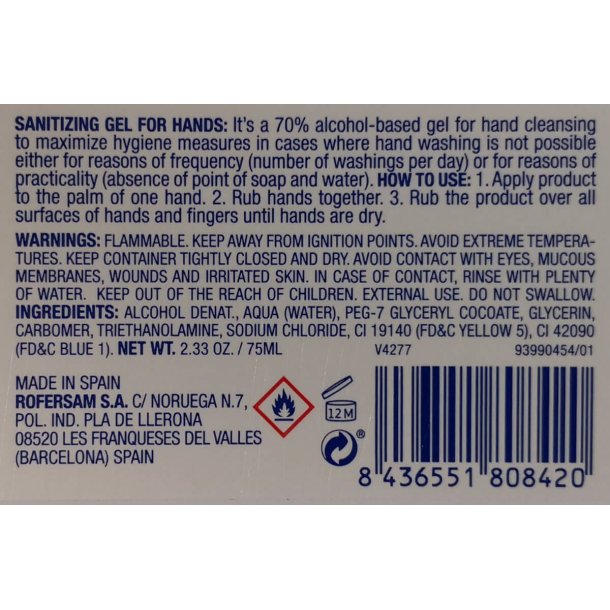 SANITIZING GEL FOR HANDS: It's a 70% alcohol-based gel for hand cleansing
to maximize hygiene measures in cases where hand washing is not possible
either for reasons of frequency (number of washings per day) or for reasons of
practicality (absence of point of soap and water). HOW TO USE: 1. Apply product
to the palm of one hand. 2. Rub hands together. 3. Rub the product over all
surfaces of hands and fingers until hands are dry.
WARNINGS: FLAMMABLE. KEEP AWAY FROM IGNITION POINTS. AVOID EXTREME TEMPERA-
TURES. KEEP CONTAINER TIGHTLY CLOSED AND DRY. AVOID CONTACT WITH EYES, MUCOUS
MEMBRANES, WOUNDS AND IRRITATED SKIN. IN CASE OF CONTACT, RINSE WITH PLENTY
OF WATER. KEEP OUT OF THE REACH OF CHILDREN. EXTERNAL USE. DO NOT SWALLOW.
INGREDIENTS: ALCOHOL DENAT., AQUA (WATER), PEG-7 GLYCERYL COCOATE, GLYCERIN,
CARBOMER, TRIETHANOLAMINE, SODIUM CHLORIDE, CI 19140 (FD&C YELLOW 5), CI 42090
(FD&C BLUE 1). NET WT. 2.33 OZ. / 75ML V4277 93990454/01
MADE IN SPAIN
ROFERSAM S.A. C/ NORUEGA N.7,
POL. IND. PLA DE LLERONA
08520 LES FRANQUESES DEL VALLES
(BARCELONA) SPAIN
12 M
®
8 436551 808420